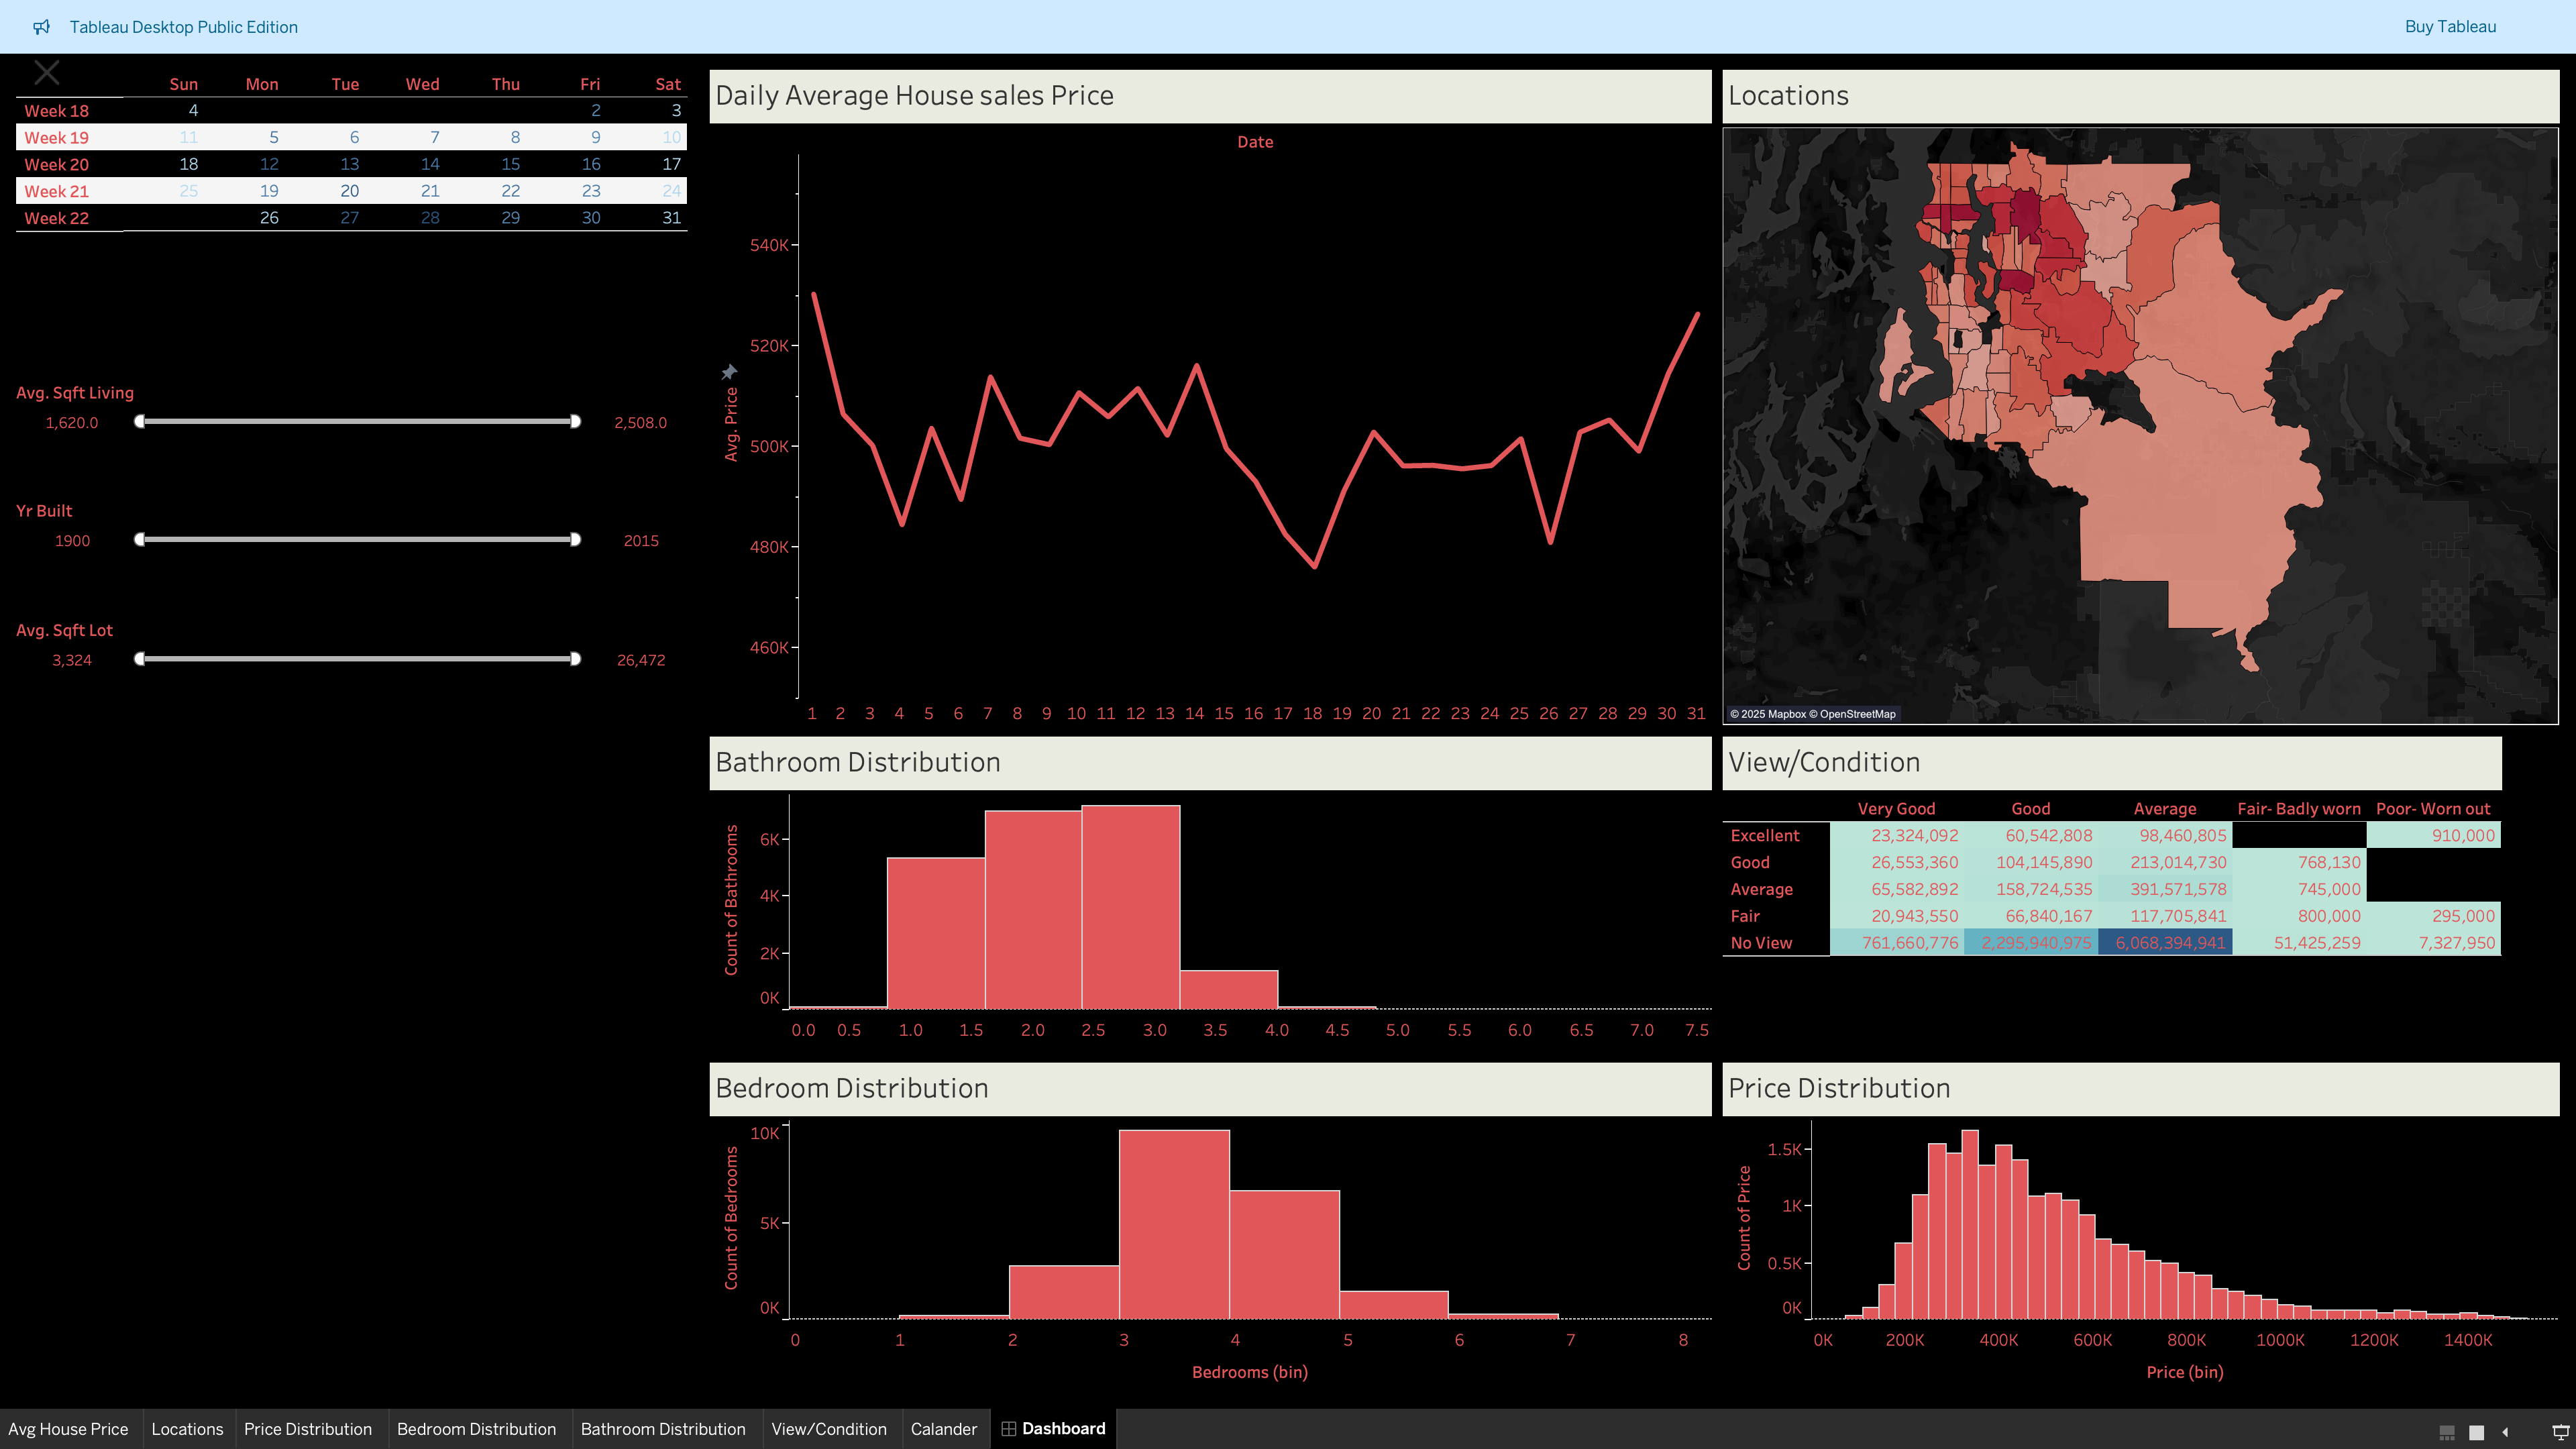 Tableau Desktop Public Edition
Buy Tableau
Sun Mon Tue Wed Thu Fri Sat
Week 18 4 2 3
Week 19 11 5 6 7 8 9 10
Week 20 18 12 13 14 15 16 17
Week 21 25 19 20 21 22 23 24
Week 22 26 27 28 29 30 31
Avg. Sqft Living
1,620.0 2,508.0
Yr Built
1900 2015
Avg. Sqft Lot
3,324 26,472
Daily Average House sales Price
Date
Avg. Price
540K
520K
500K
480K
460K
1 2 3 4 5 6 7 8 9 10 11 12 13 14 15 16 17 18 19 20 21 22 23 24 25 26 27 28 29 30 31
Locations
© 2025 Mapbox © OpenStreetMap
Bathroom Distribution
Count of Bathrooms
6K
4K
2K
0K
0.0 0.5 1.0 1.5 2.0 2.5 3.0 3.5 4.0 4.5 5.0 5.5 6.0 6.5 7.0 7.5
View/Condition
Very Good Good Average Fair- Badly worn Poor- Worn out
Excellent 23,324,092 60,542,808 98,460,805 910,000
Good 26,553,360 104,145,890 213,014,730 768,130
Average 65,582,892 158,724,535 391,571,578 745,000
Fair 20,943,550 66,840,167 117,705,841 800,000 295,000
No View 761,660,776 2,295,940,975 6,068,394,941 51,425,259 7,327,950
Bedroom Distribution
Count of Bedrooms
10K
5K
0K
0 1 2 3 4 5 6 7 8
Bedrooms (bin)
Price Distribution
Count of Price
1.5K
1K
0.5K
0K
0K 200K 400K 600K 800K 1000K 1200K 1400K
Price (bin)
Avg House Price Locations Price Distribution Bedroom Distribution Bathroom Distribution View/Condition Calander Dashboard